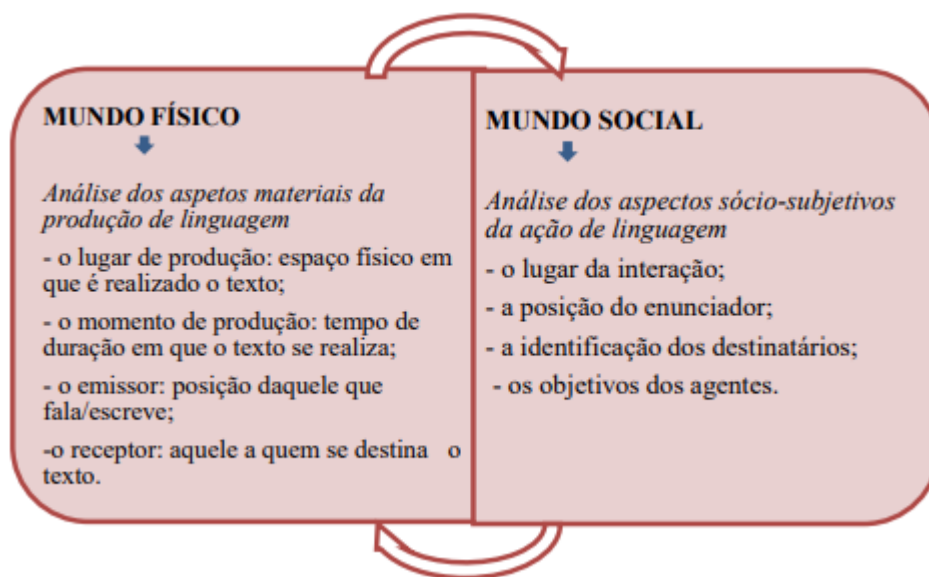 MUNDO FÍSICO
Análise dos aspetos materiais da
produção de linguagem
- o lugar de produção: espaço físico em
que é realizado o texto;
- o momento de produção: tempo de
duração em que o texto se realiza;
- o emissor: posição daquele que
fala/escreve;
-o receptor: aquele a quem se destina o
texto.
MUNDO SOCIAL
Análise dos aspectos sócio-subjetivos
da ação de linguagem
- o lugar da interação;
- a posição do enunciador;
- a identificação dos destinatários;
- os objetivos dos agentes.